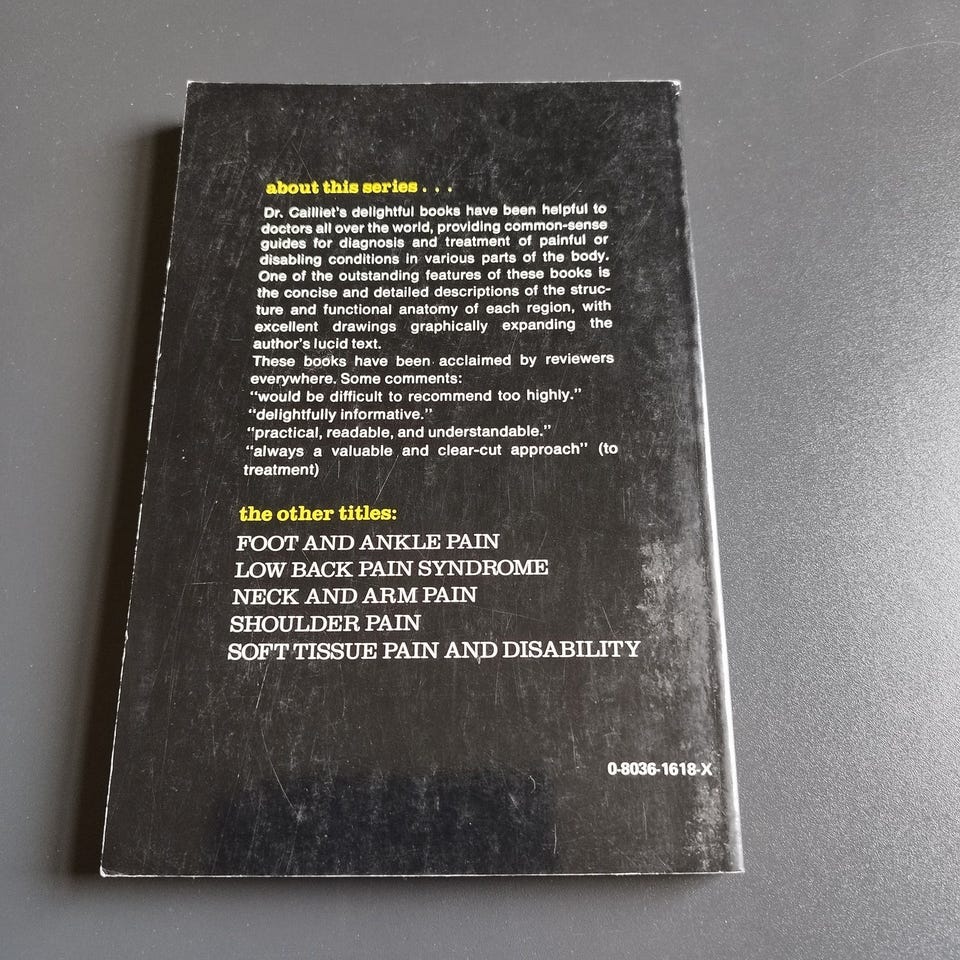 about this series . . .
Dr. Cailliet's delightful books have been helpful to
doctors all over the world, providing common-sense
guides for diagnosis and treatment of painful or
disabling conditions in various parts of the body.
One of the outstanding features of these books is
the concise and detailed descriptions of the struc-
ture and functional anatomy of each region, with
excellent drawings graphically expanding the
author's lucid text.
These books have been acclaimed by reviewers
everywhere. Some comments:
"would be difficult to recommend too highly."
"delightfully informative."
"practical, readable, and understandable."
"always a valuable and clear-cut approach" (to
treatment)
the other titles:
FOOT AND ANKLE PAIN
LOW BACK PAIN SYNDROME
NECK AND ARM PAIN
SHOULDER PAIN
SOFT TISSUE PAIN AND DISABILITY
0-8036-1618-X